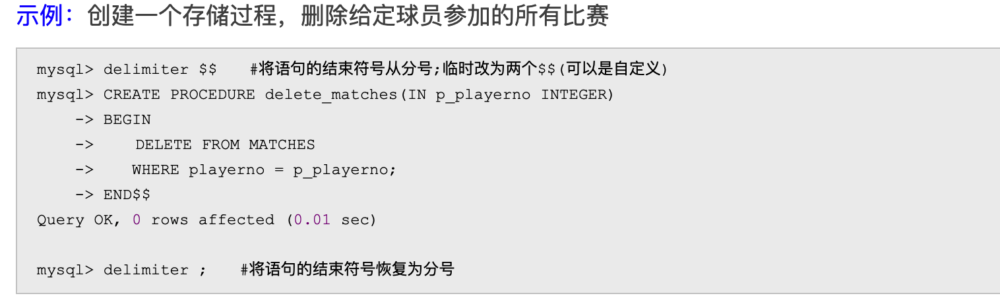 示例：创建一个存储过程，删除给定球员参加的所有比赛
mysql> delimiter $$    #将语句的结束符号从分号;临时改为两个$$(可以是自定义)
mysql> CREATE PROCEDURE delete_matches(IN p_playerno INTEGER)
    -> BEGIN
    ->    DELETE FROM MATCHES
    ->    WHERE playerno = p_playerno;
    -> END$$
Query OK, 0 rows affected (0.01 sec)
mysql> delimiter ;    #将语句的结束符号恢复为分号